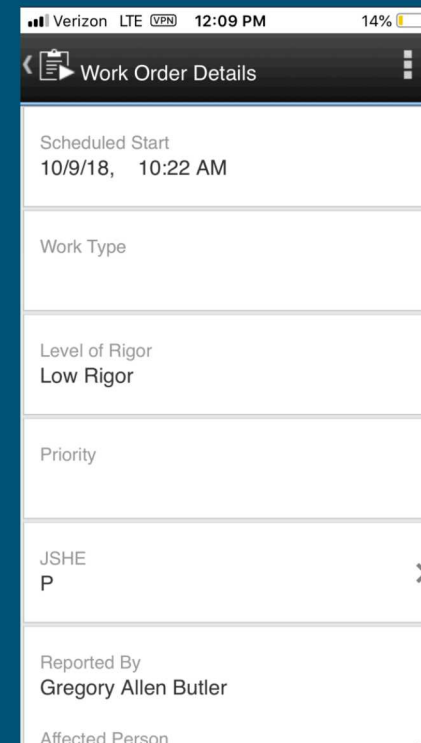 Verizon LTE VPN 12:09 PM 14%
Work Order Details
Scheduled Start
10/9/18, 10:22 AM
Work Type
Level of Rigor
Low Rigor
Priority
JSHE
P
Reported By
Gregory Allen Butler
Affected Person